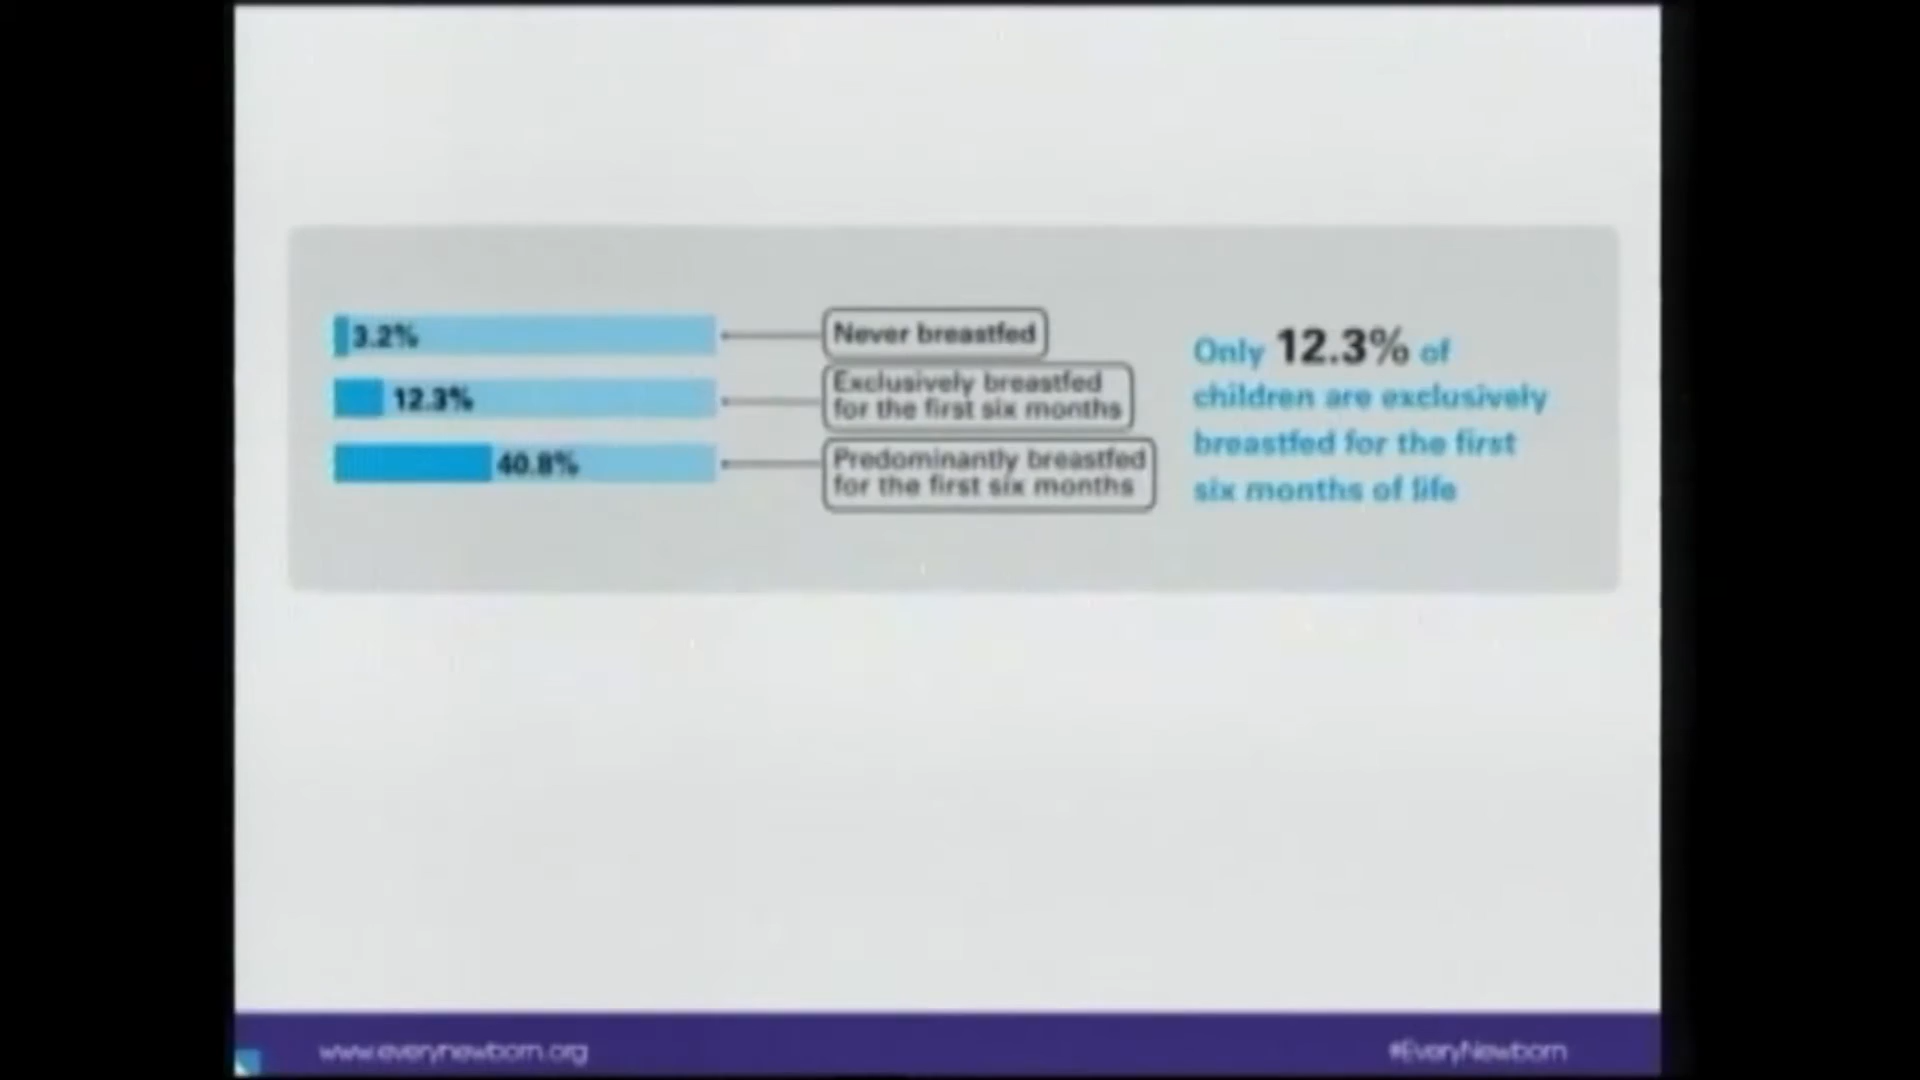 3.2%
Never breastfed
12.3%
Exclusively breastfed
for the first six months
40.8%
Predominantly breastfed
for the first six months
Only 12.3% of
children are exclusively
breastfed for the first
six months of life
www.everynewborn.org
#EveryNewborn